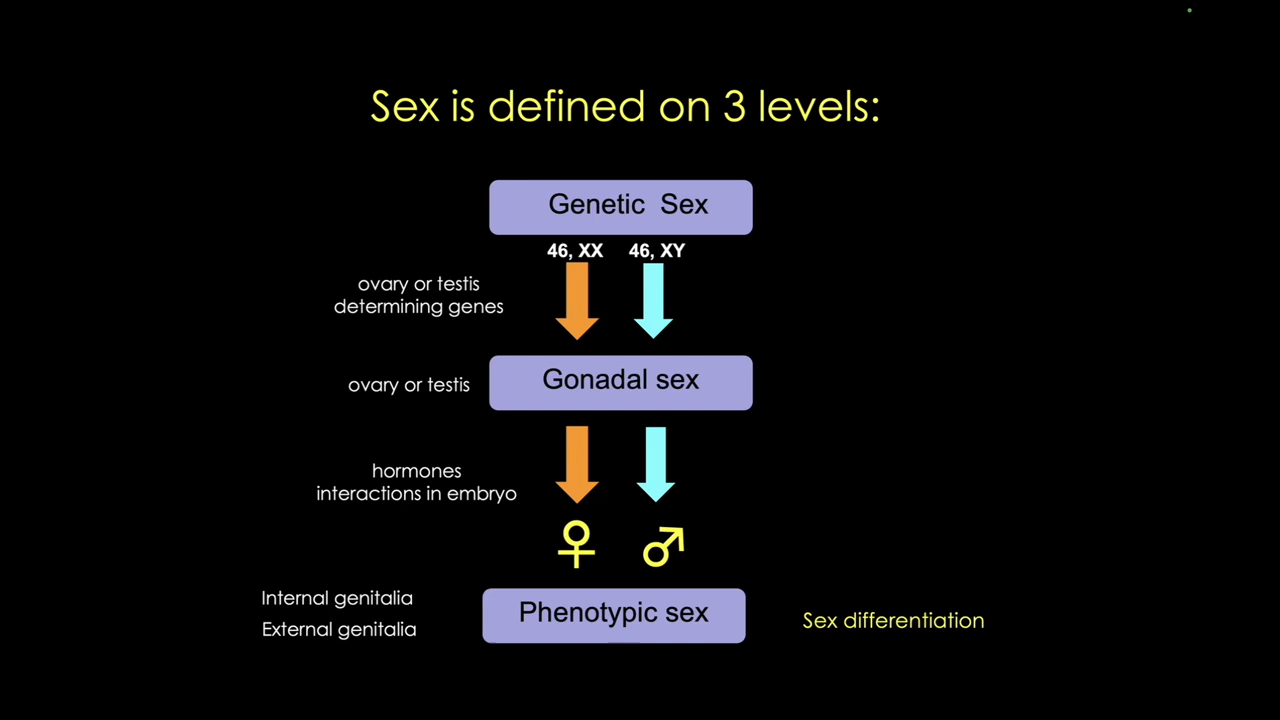 Sex is defined on 3 levels:
Genetic Sex
46, XX 46, XY
ovary or testis
determining genes
Gonadal sex
ovary or testis
hormones
interactions in embryo
♀ ♂
Internal genitalia
External genitalia
Phenotypic sex
Sex differentiation